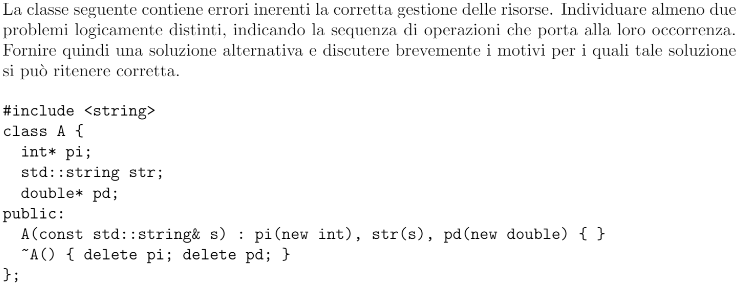 La classe seguente contiene errori inerenti la corretta gestione delle risorse. Individuare almeno due
problemi logicamente distinti, indicando la sequenza di operazioni che porta alla loro occorrenza.
Fornire quindi una soluzione alternativa e discutere brevemente i motivi per i quali tale soluzione
si può ritenere corretta.
#include <string>
class A {
  int* pi;
  std::string str;
  double* pd;
public:
  A(const std::string& s) : pi(new int), str(s), pd(new double) { }
  ~A() { delete pi; delete pd; }
};